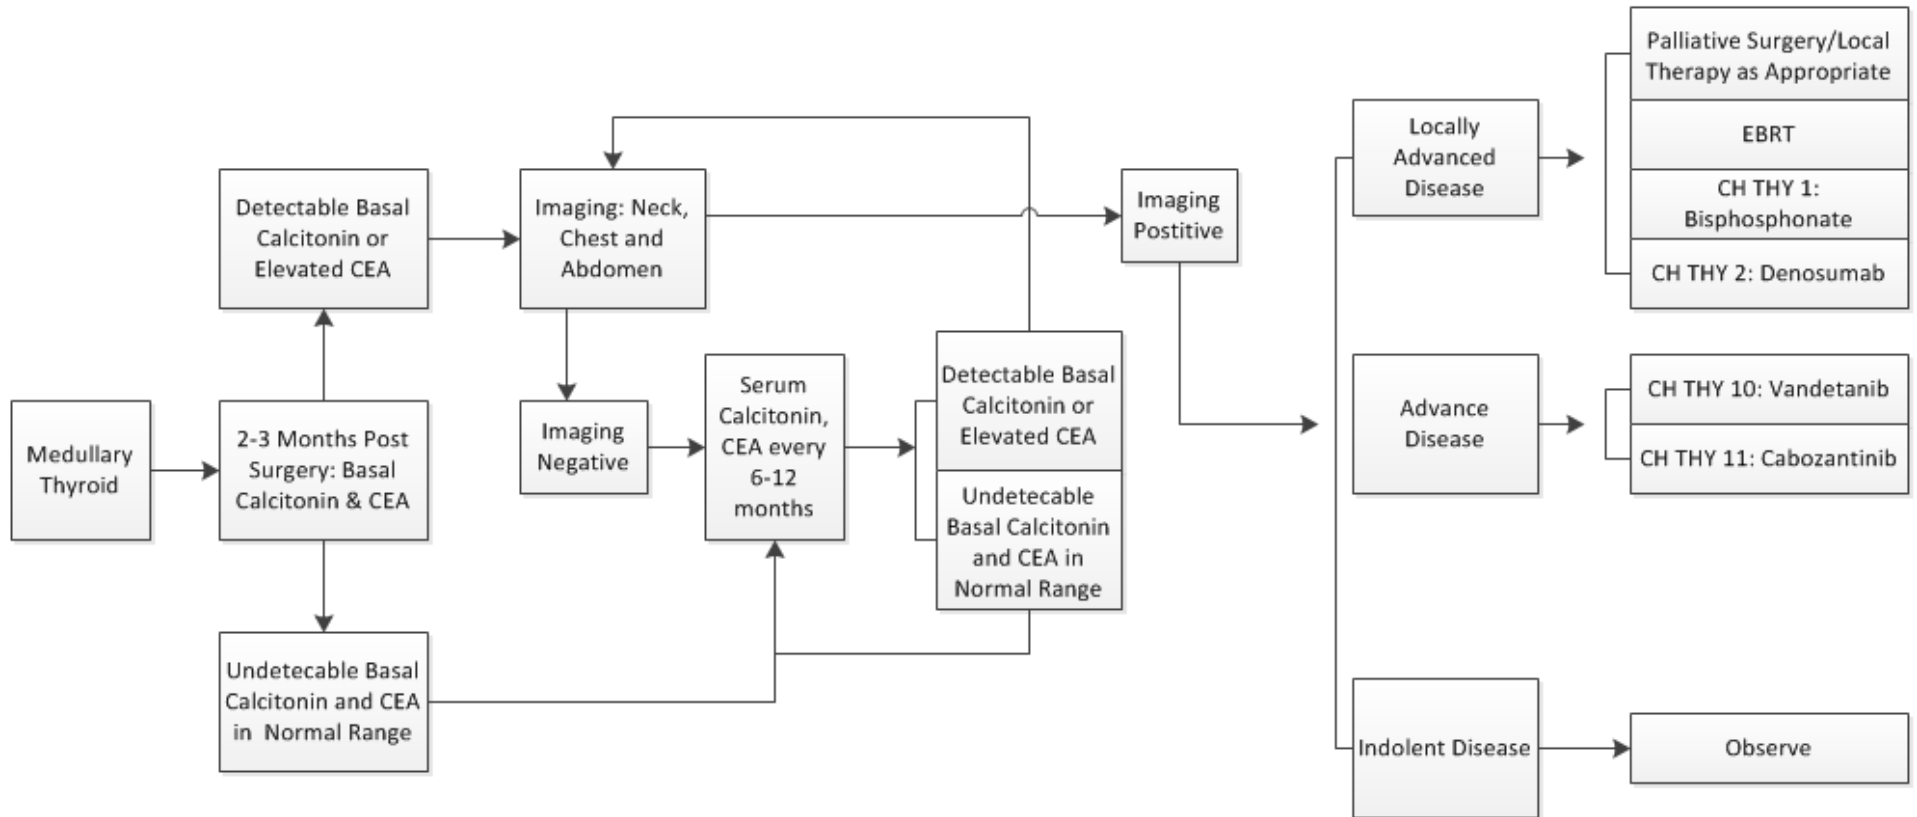 Medullary
Thyroid
2-3 Months Post
Surgery: Basal
Calcitonin & CEA
Detectable Basal
Calcitonin or
Elevated CEA
Undetecable Basal
Calcitonin and CEA
in Normal Range
Imaging: Neck,
Chest and
Abdomen
Imaging
Negative
Serum
Calcitonin,
CEA every
6-12
months
Detectable Basal
Calcitonin or
Elevated CEA
Undetecable
Basal Calcitonin
and CEA in
Normal Range
Imaging
Postitive
Locally
Advanced
Disease
Palliative Surgery/Local
Therapy as Appropriate
EBRT
CH THY 1:
Bisphosphonate
CH THY 2: Denosumab
Advance
Disease
CH THY 10: Vandetanib
CH THY 11: Cabozantinib
Indolent Disease
Observe